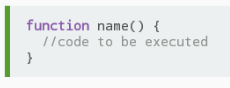 function name() {
  //code to be executed
}